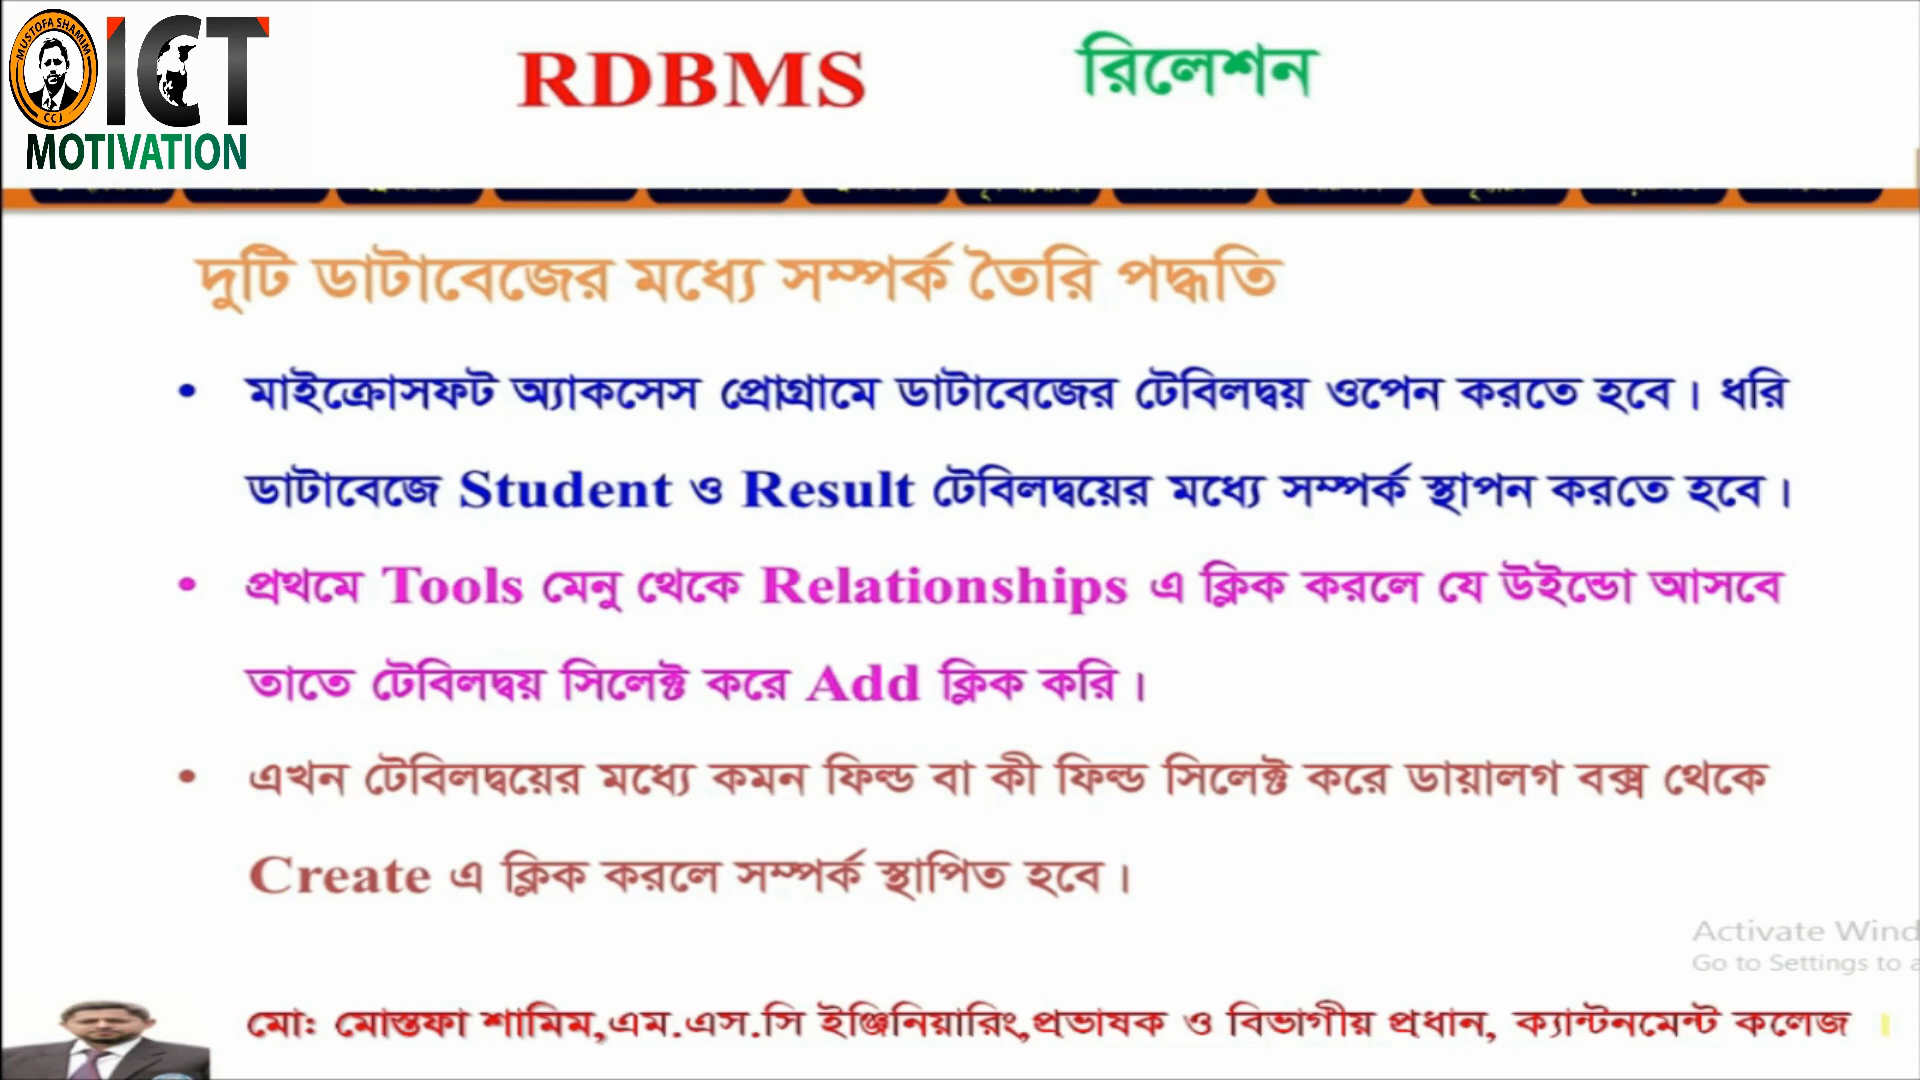 MUSTOFA SHAMIM
CCJ
ICT
MOTIVATION
RDBMS রিলেশন
দুটি ডাটাবেজের মধ্যে সম্পর্ক তৈরি পদ্ধতি
• মাইক্রোসফট অ্যাকসেস প্রোগ্রামে ডাটাবেজের টেবিলদ্বয় ওপেন করতে হবে। ধরি
ডাটাবেজে Student ও Result টেবিলদ্বয়ের মধ্যে সম্পর্ক স্থাপন করতে হবে।
• প্রথমে Tools মেনু থেকে Relationships এ ক্লিক করলে যে উইন্ডো আসবে
তাতে টেবিলদ্বয় সিলেক্ট করে Add ক্লিক করি।
• এখন টেবিলদ্বয়ের মধ্যে কমন ফিল্ড বা কী ফিল্ড সিলেক্ট করে ডায়ালগ বক্স থেকে
Create এ ক্লিক করলে সম্পর্ক স্থাপিত হবে।
Activate Wind
Go to Settings to a
মো: মোস্তফা শামিম,এম.এস.সি ইঞ্জিনিয়ারিং,প্রভাষক ও বিভাগীয় প্রধান, ক্যান্টনমেন্ট কলেজ